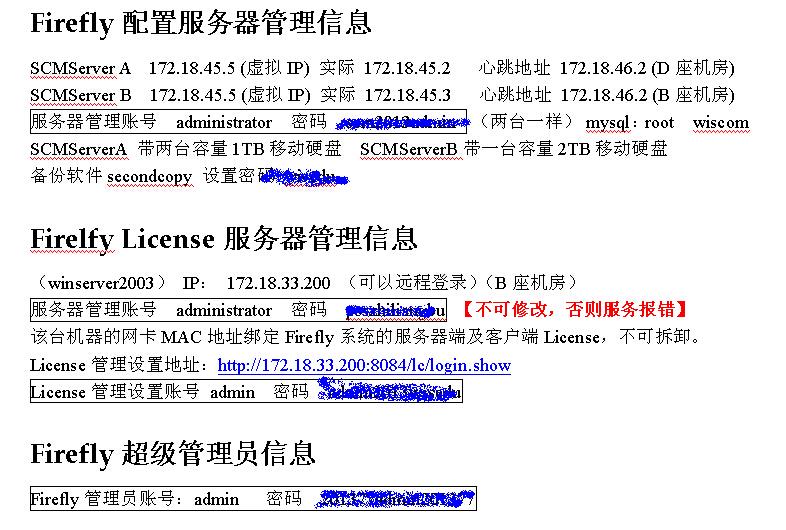 Firefly 配置服务器管理信息
SCMServer A 172.18.45.5 (虚拟 IP) 实际 172.18.45.2 心跳地址 172.18.46.2 (D 座机房)
SCMServer B 172.18.45.5 (虚拟 IP) 实际 172.18.45.3 心跳地址 172.18.46.2 (B 座机房)
服务器管理账号 administrator 密码 （两台一样） mysql：root wiscom
SCMServerA 带两台容量 1TB 移动硬盘 SCMServerB 带一台容量 2TB 移动硬盘
备份软件 secondcopy 设置密码
Firelfy License 服务器管理信息
（winserver2003） IP： 172.18.33.200 （可以远程登录）（B 座机房）
服务器管理账号 administrator 密码 【不可修改，否则服务报错】
该台机器的网卡 MAC 地址绑定 Firefly 系统的服务器端及客户端 License，不可拆卸。
License 管理设置地址：http://172.18.33.200:8084/lc/login.show
License 管理设置账号 admin 密码
Firefly 超级管理员信息
Firefly 管理员账号：admin 密码